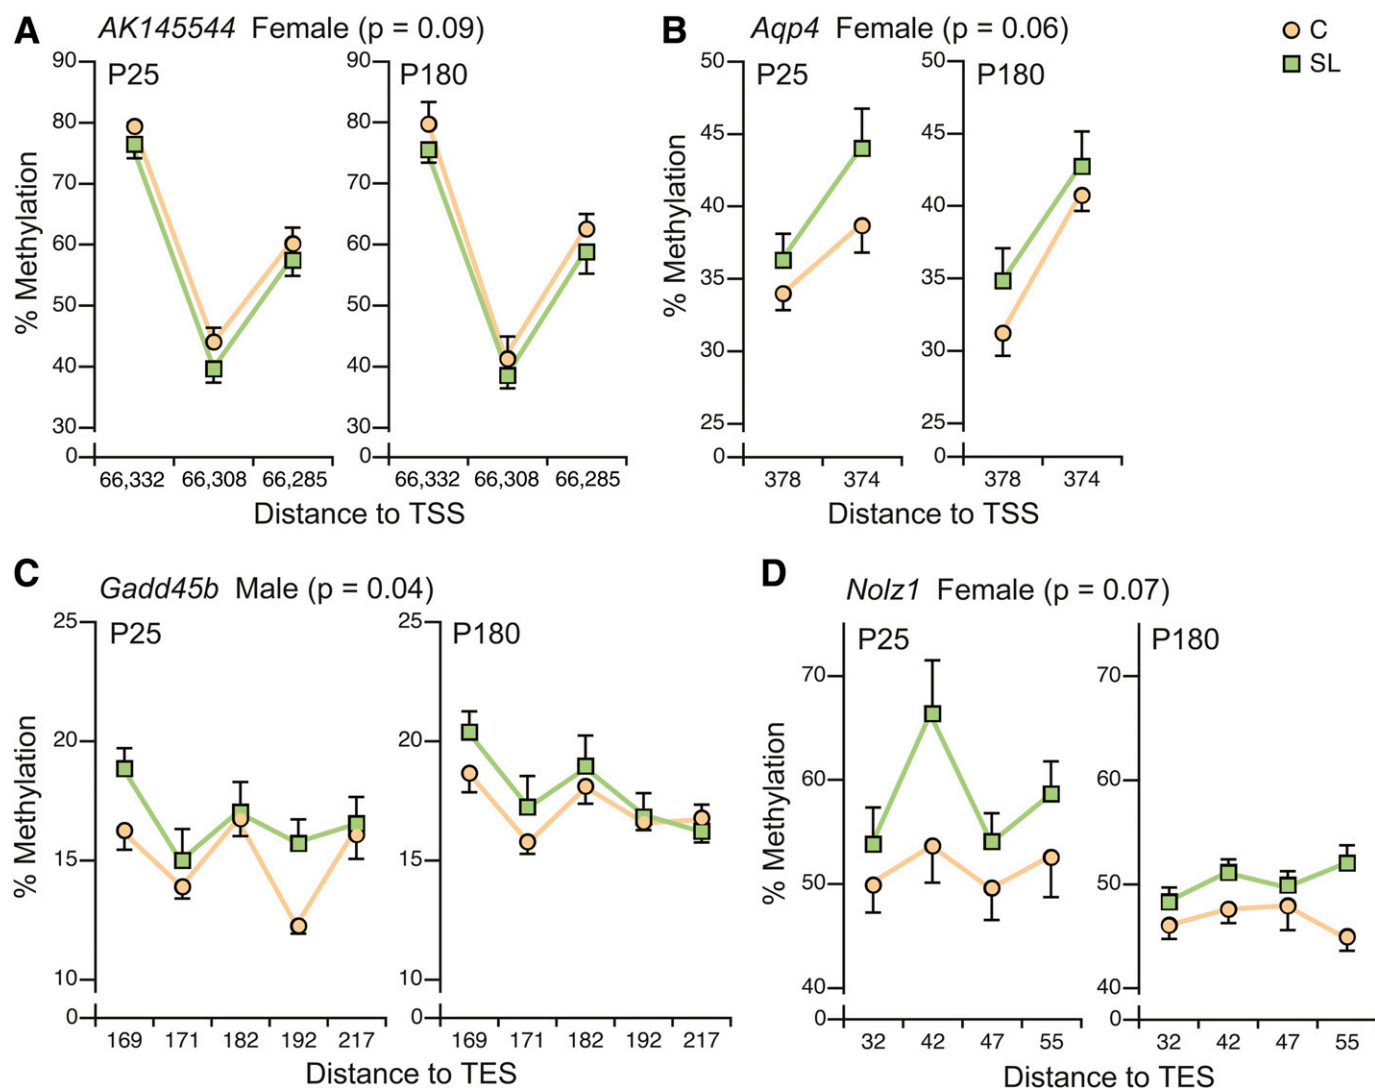 A AK145544 Female (p = 0.09)
P25
P180
% Methylation
90
80
70
60
50
40
30
0
66,332 66,308 66,285
90
80
70
60
50
40
30
0
66,332 66,308 66,285
Distance to TSS
B Aqp4 Female (p = 0.06)
P25
P180
% Methylation
50
45
40
35
30
25
0
378 374
50
45
40
35
30
25
0
378 374
Distance to TSS
C
SL
C Gadd45b Male (p = 0.04)
P25
P180
% Methylation
25
20
15
10
0
169 171 182 192 217
25
20
15
10
0
169 171 182 192 217
Distance to TES
D Nolz1 Female (p = 0.07)
P25
P180
% Methylation
70
60
50
40
0
32 42 47 55
70
60
50
40
0
32 42 47 55
Distance to TES